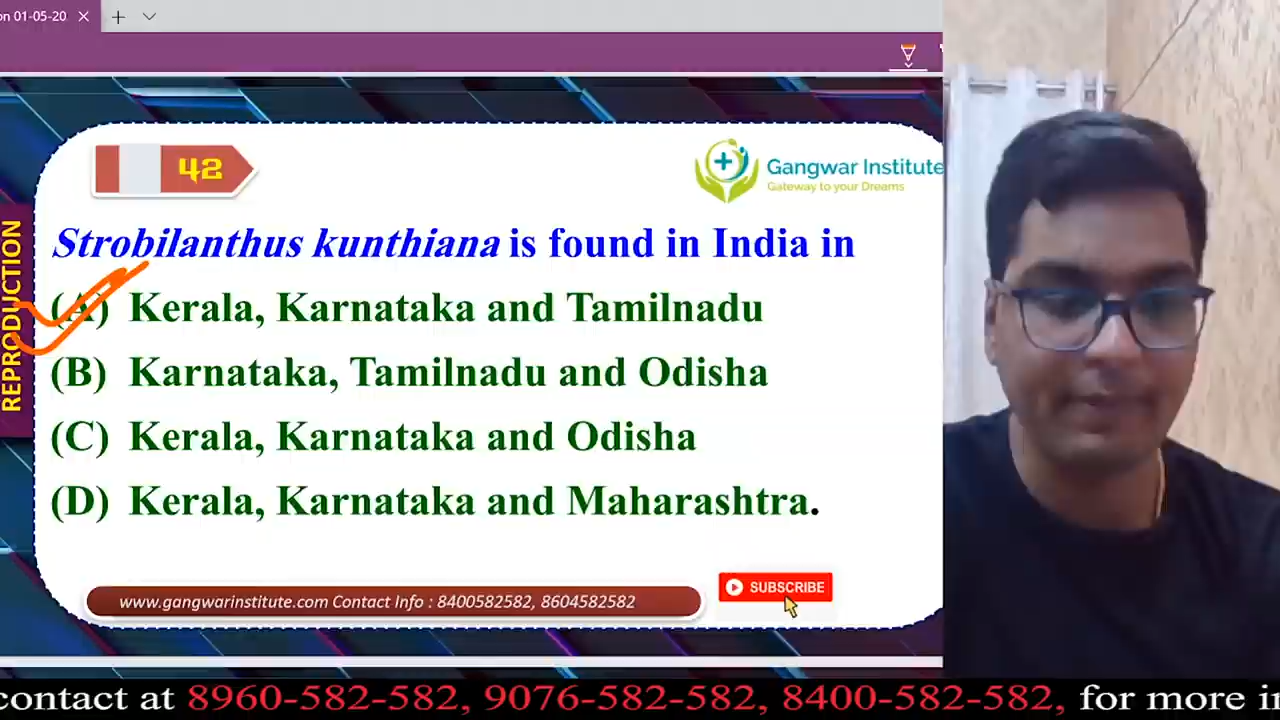 on 01-05-20
42
Gangwar Institute
Gateway to your Dreams
REPRODUCTION
Strobilanthus kunthiana is found in India in
(A) Kerala, Karnataka and Tamilnadu
(B) Karnataka, Tamilnadu and Odisha
(C) Kerala, Karnataka and Odisha
(D) Kerala, Karnataka and Maharashtra.
www.gangwarinstitute.com Contact Info : 8400582582, 8604582582
SUBSCRIBE
contact at 8960-582-582, 9076-582-582, 8400-582-582, for more in